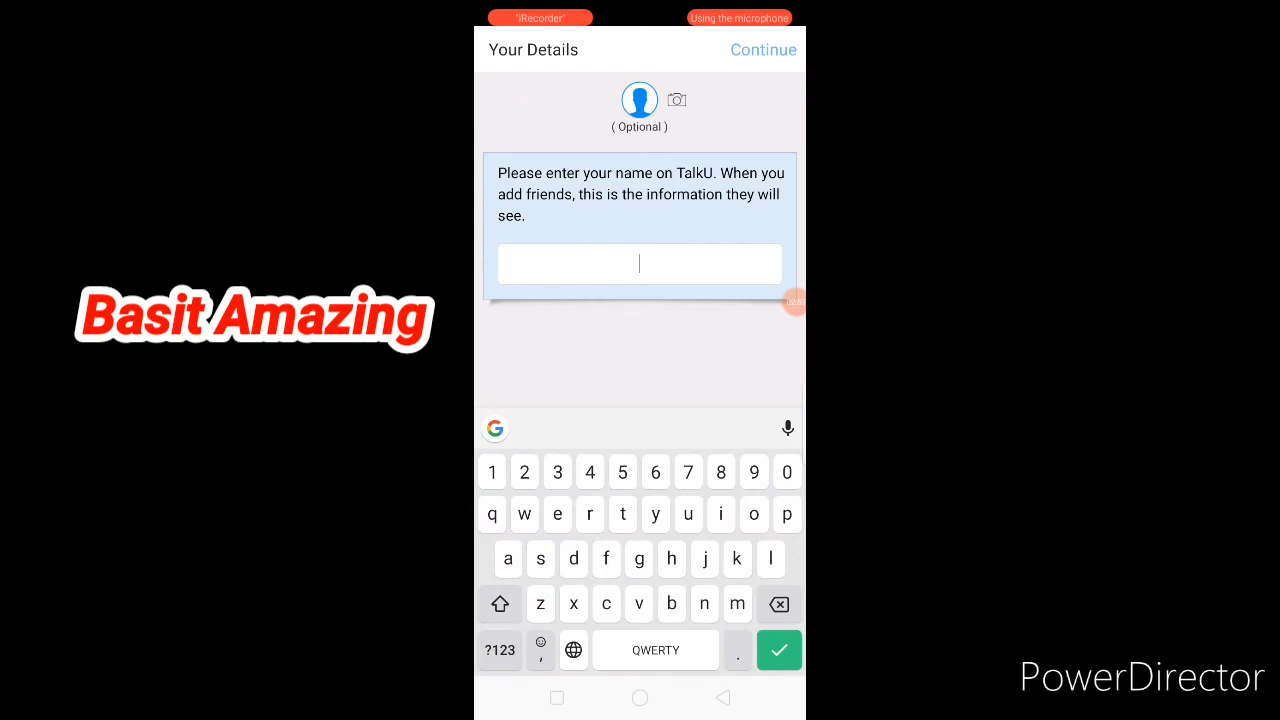 "iRecorder"
Using the microphone
Your Details
Continue
( Optional )
Please enter your name on TalkU. When you
add friends, this is the information they will
see.
Basit Amazing
1 2 3 4 5 6 7 8 9 0
q w e r t y u i o p
a s d f g h j k l
z x c v b n m
?123 , QWERTY .
PowerDirector